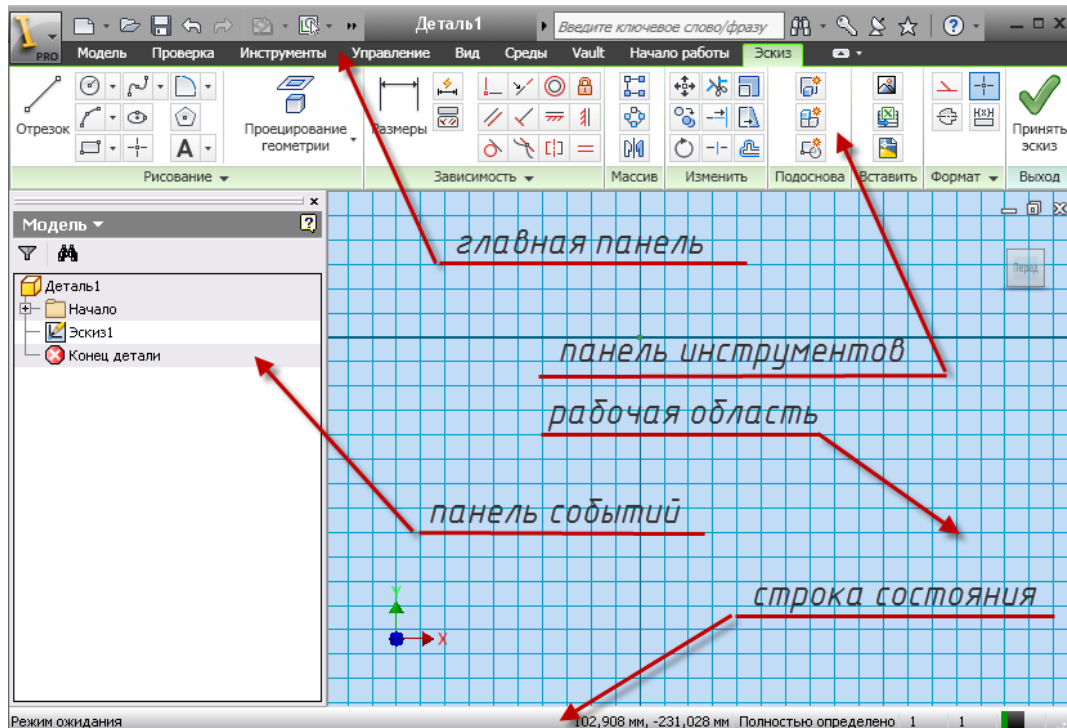 Деталь1 Введите ключевое слово/фразу
PRO Модель Проверка Инструменты Управление Вид Среды Vault Начало работы Эскиз
Отрезок Проецирование геометрии Размеры Принять эскиз
Рисование Зависимость Массив Изменить Подоснова Вставить Формат Выход
Модель
главная панель
Перед
Деталь1
Начало
Эскиз1
Конец детали
панель инструментов
рабочая область
панель событий
Y
X
строка состояния
Режим ожидания 102,908 мм, -231,028 мм Полностью определено 1 1